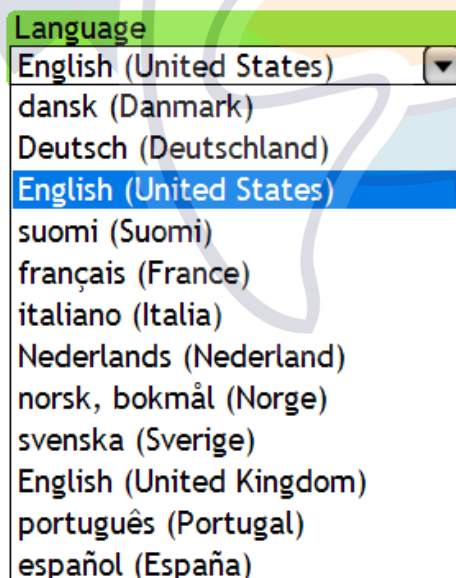 Language
English (United States)
dansk (Danmark)
Deutsch (Deutschland)
English (United States)
suomi (Suomi)
français (France)
italiano (Italia)
Nederlands (Nederland)
norsk, bokmål (Norge)
svenska (Sverige)
English (United Kingdom)
português (Portugal)
español (España)